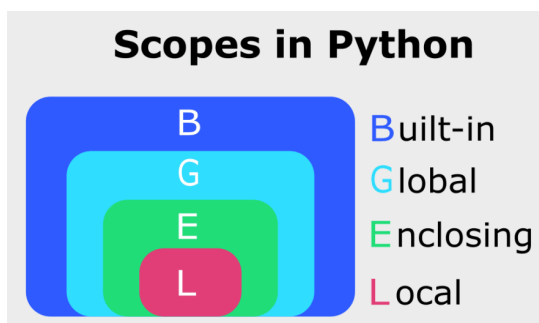 Scopes in Python
B
G
E
L
Built-in
Global
Enclosing
Local